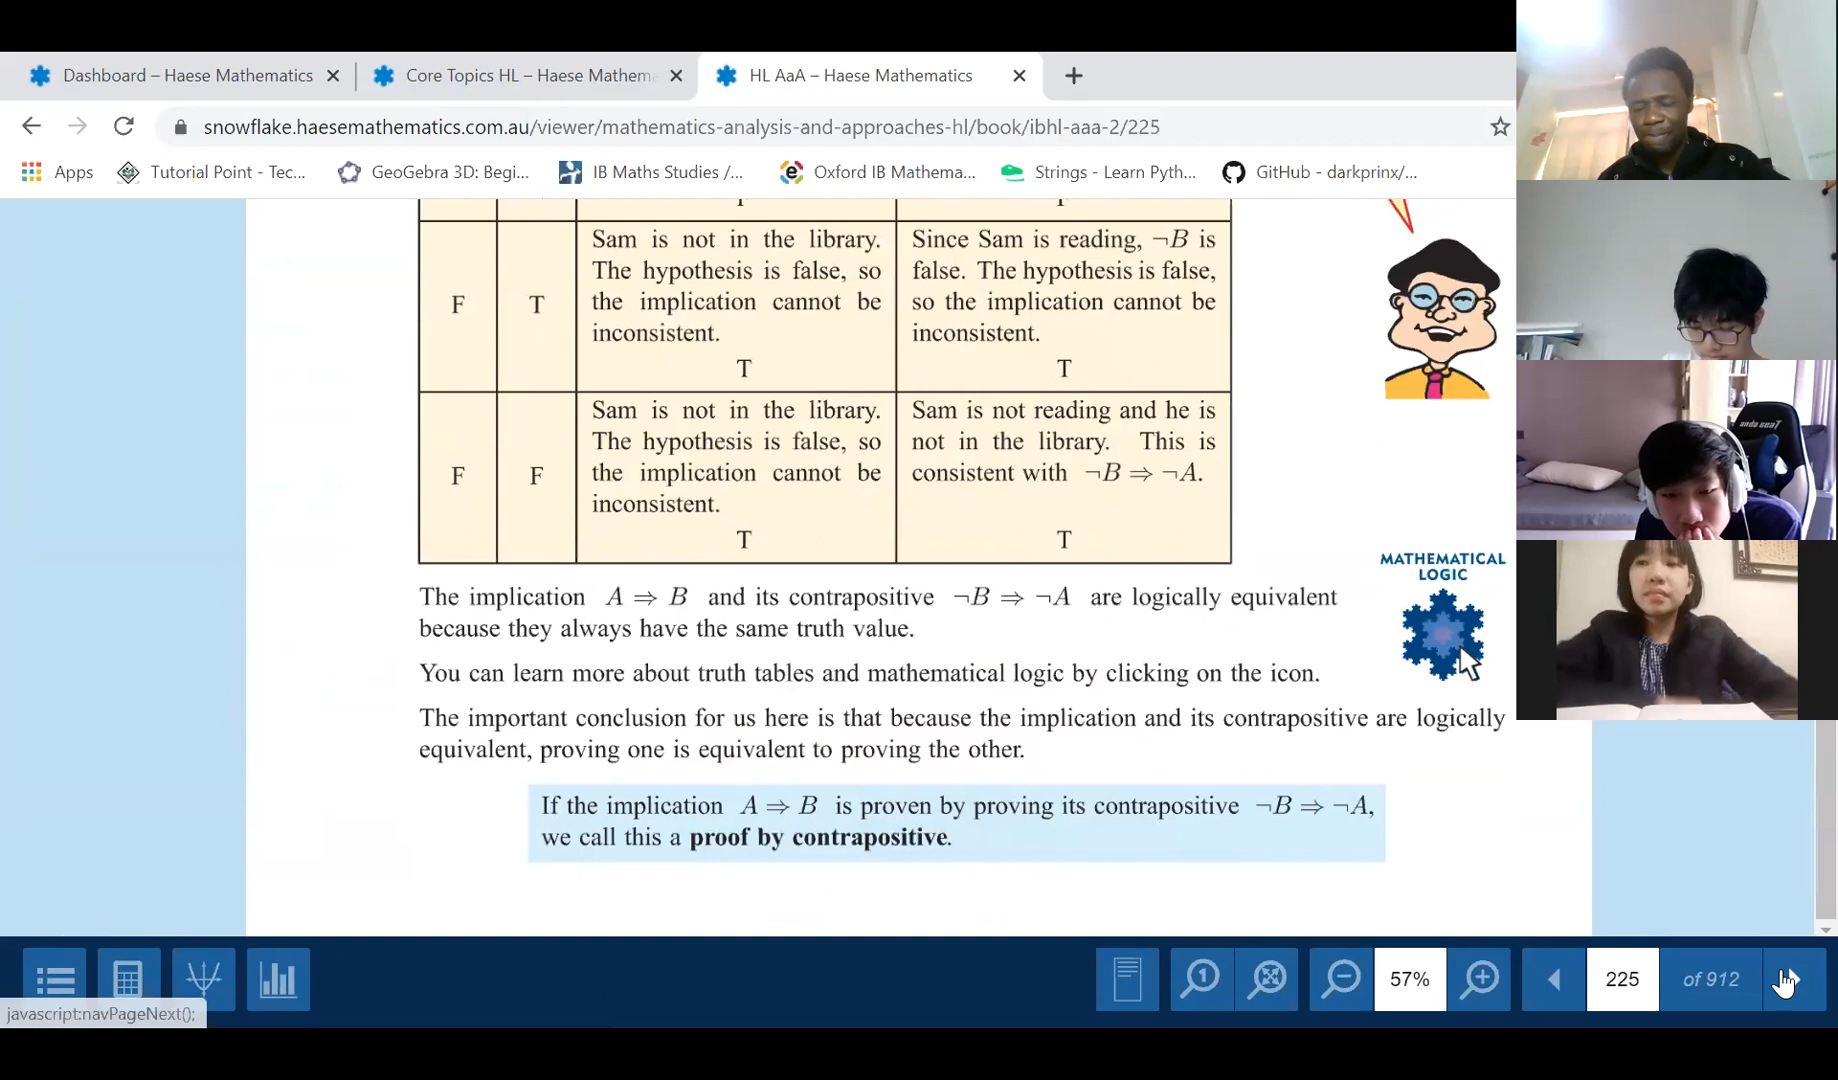 Dashboard – Haese Mathematics
Core Topics HL – Haese Mathem
HL AaA – Haese Mathematics
snowflake.haesemathematics.com.au/viewer/mathematics-analysis-and-approaches-hl/book/ibhl-aaa-2/225
Apps
Tutorial Point - Tec...
GeoGebra 3D: Begi...
IB Maths Studies /...
Oxford IB Mathema...
Strings - Learn Pyth...
GitHub - darkprinx/...
F
T
Sam is not in the library.
The hypothesis is false, so
the implication cannot be
inconsistent.
T
Since Sam is reading, ¬B is
false. The hypothesis is false,
so the implication cannot be
inconsistent.
T
F
F
Sam is not in the library.
The hypothesis is false, so
the implication cannot be
inconsistent.
T
Sam is not reading and he is
not in the library. This is
consistent with ¬B ⇒ ¬A.
T
MATHEMATICAL
LOGIC
The implication A ⇒ B and its contrapositive ¬B ⇒ ¬A are logically equivalent
because they always have the same truth value.
You can learn more about truth tables and mathematical logic by clicking on the icon.
The important conclusion for us here is that because the implication and its contrapositive are logically
equivalent, proving one is equivalent to proving the other.
If the implication A ⇒ B is proven by proving its contrapositive ¬B ⇒ ¬A,
we call this a proof by contrapositive.
1
57%
225
of 912
javascript:navPageNext();